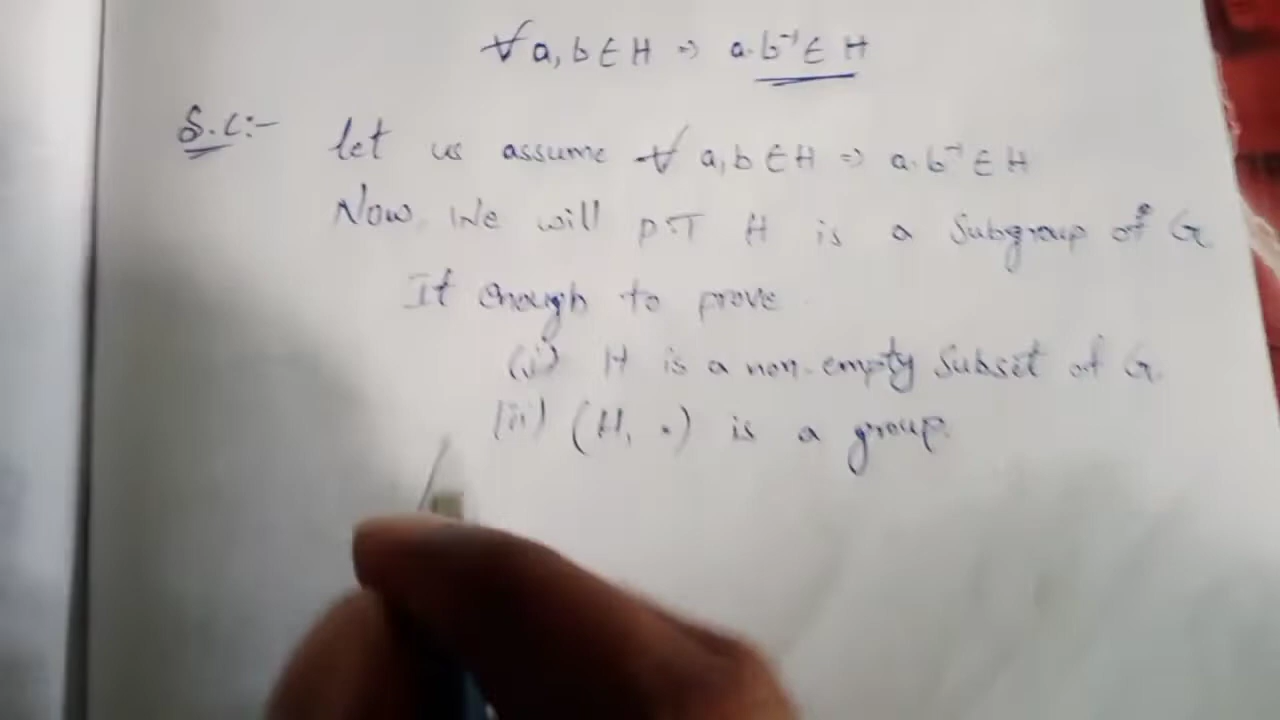 ∀ a, b ∈ H ⇒ a.b⁻¹ ∈ H
S.C:- Let us assume ∀ a, b ∈ H ⇒ a.b⁻¹ ∈ H
Now, We will P.T H is a Subgroup of G
It enough to prove
(i) H is a non-empty Subset of G.
(ii) (H, .) is a group.